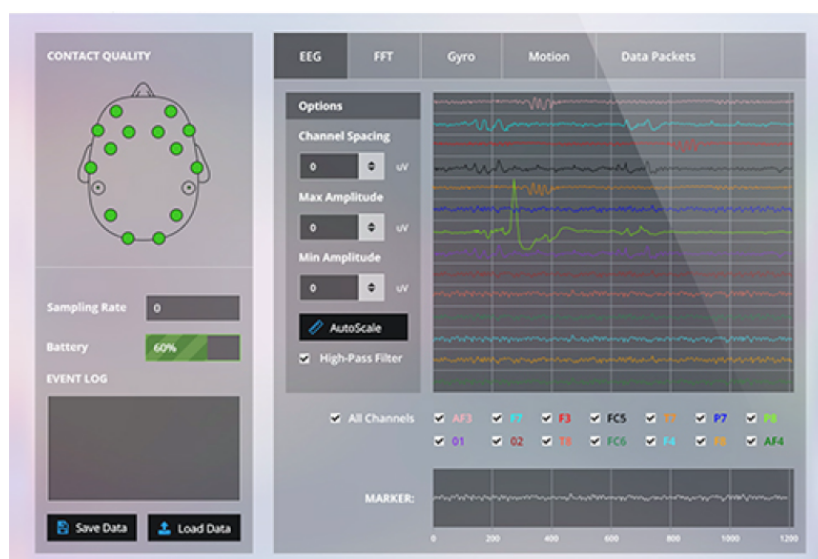 CONTACT QUALITY
Sampling Rate 0
Battery 60%
EVENT LOG
Save Data Load Data
EEG FFT Gyro Motion Data Packets
Options
Channel Spacing
0 uV
Max Amplitude
0 uV
Min Amplitude
0 uV
AutoScale
High-Pass Filter
All Channels AF3 F7 F3 FC5 T7 P7 P8
01 02 T8 FC6 F4 F8 AF4
MARKER:
0 200 400 600 800 1000 1200